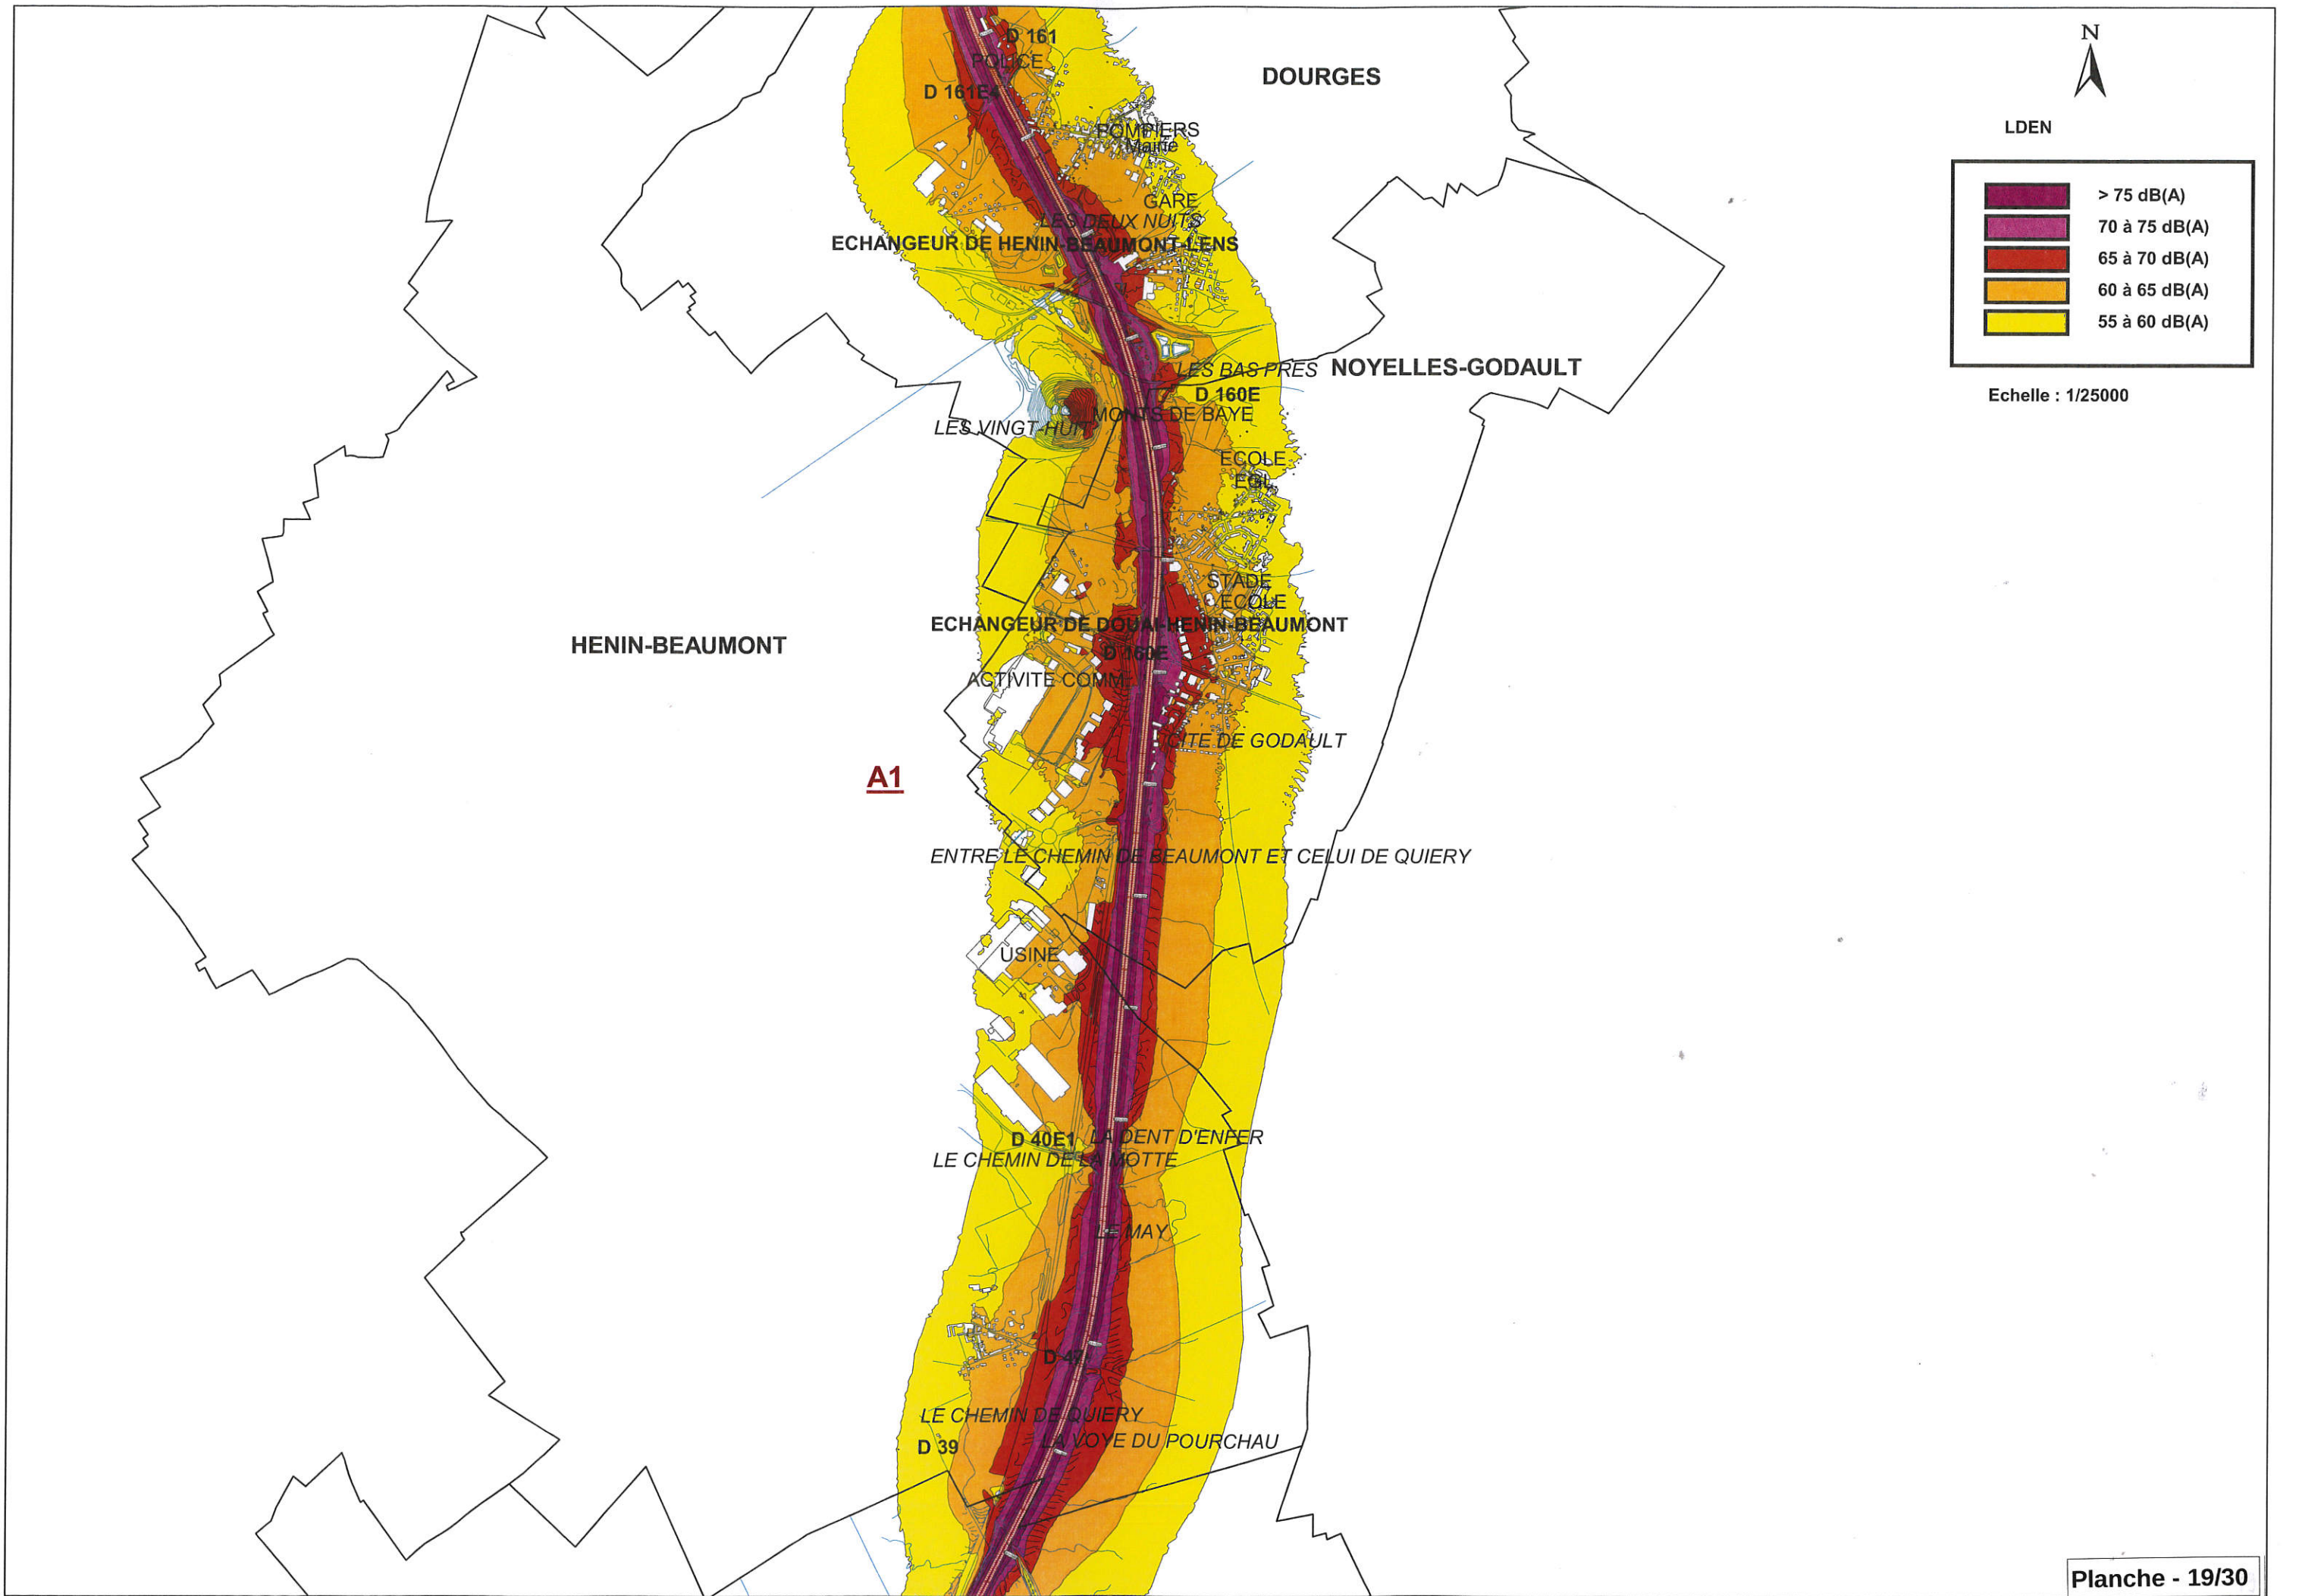 D 161
POLICE
D 161E4
DOURGES
N
LDEN
POMPIERS
Mairie
> 75 dB(A)
70 à 75 dB(A)
65 à 70 dB(A)
60 à 65 dB(A)
55 à 60 dB(A)
Echelle : 1/25000
GARE
LES DEUX NUITS
ECHANGEUR DE HENIN-BEAUMONT-LENS
LES BAS PRES
NOYELLES-GODAULT
D 160E
MONTS DE BAYE
LES VINGT-HUIT
ECOLE
EGL.
STADE
ECOLE
ECHANGEUR DE DOUAI-HENIN-BEAUMONT
HENIN-BEAUMONT
D 160E
ACTIVITE COMM.
CITE DE GODAULT
A1
ENTRE LE CHEMIN DE BEAUMONT ET CELUI DE QUIERY
USINE
D 40E1
LA DENT D'ENFER
LE CHEMIN DE LA MOTTE
LE MAY
LE CHEMIN DE QUIERY
D 39
LA VOYE DU POURCHAU
Planche - 19/30